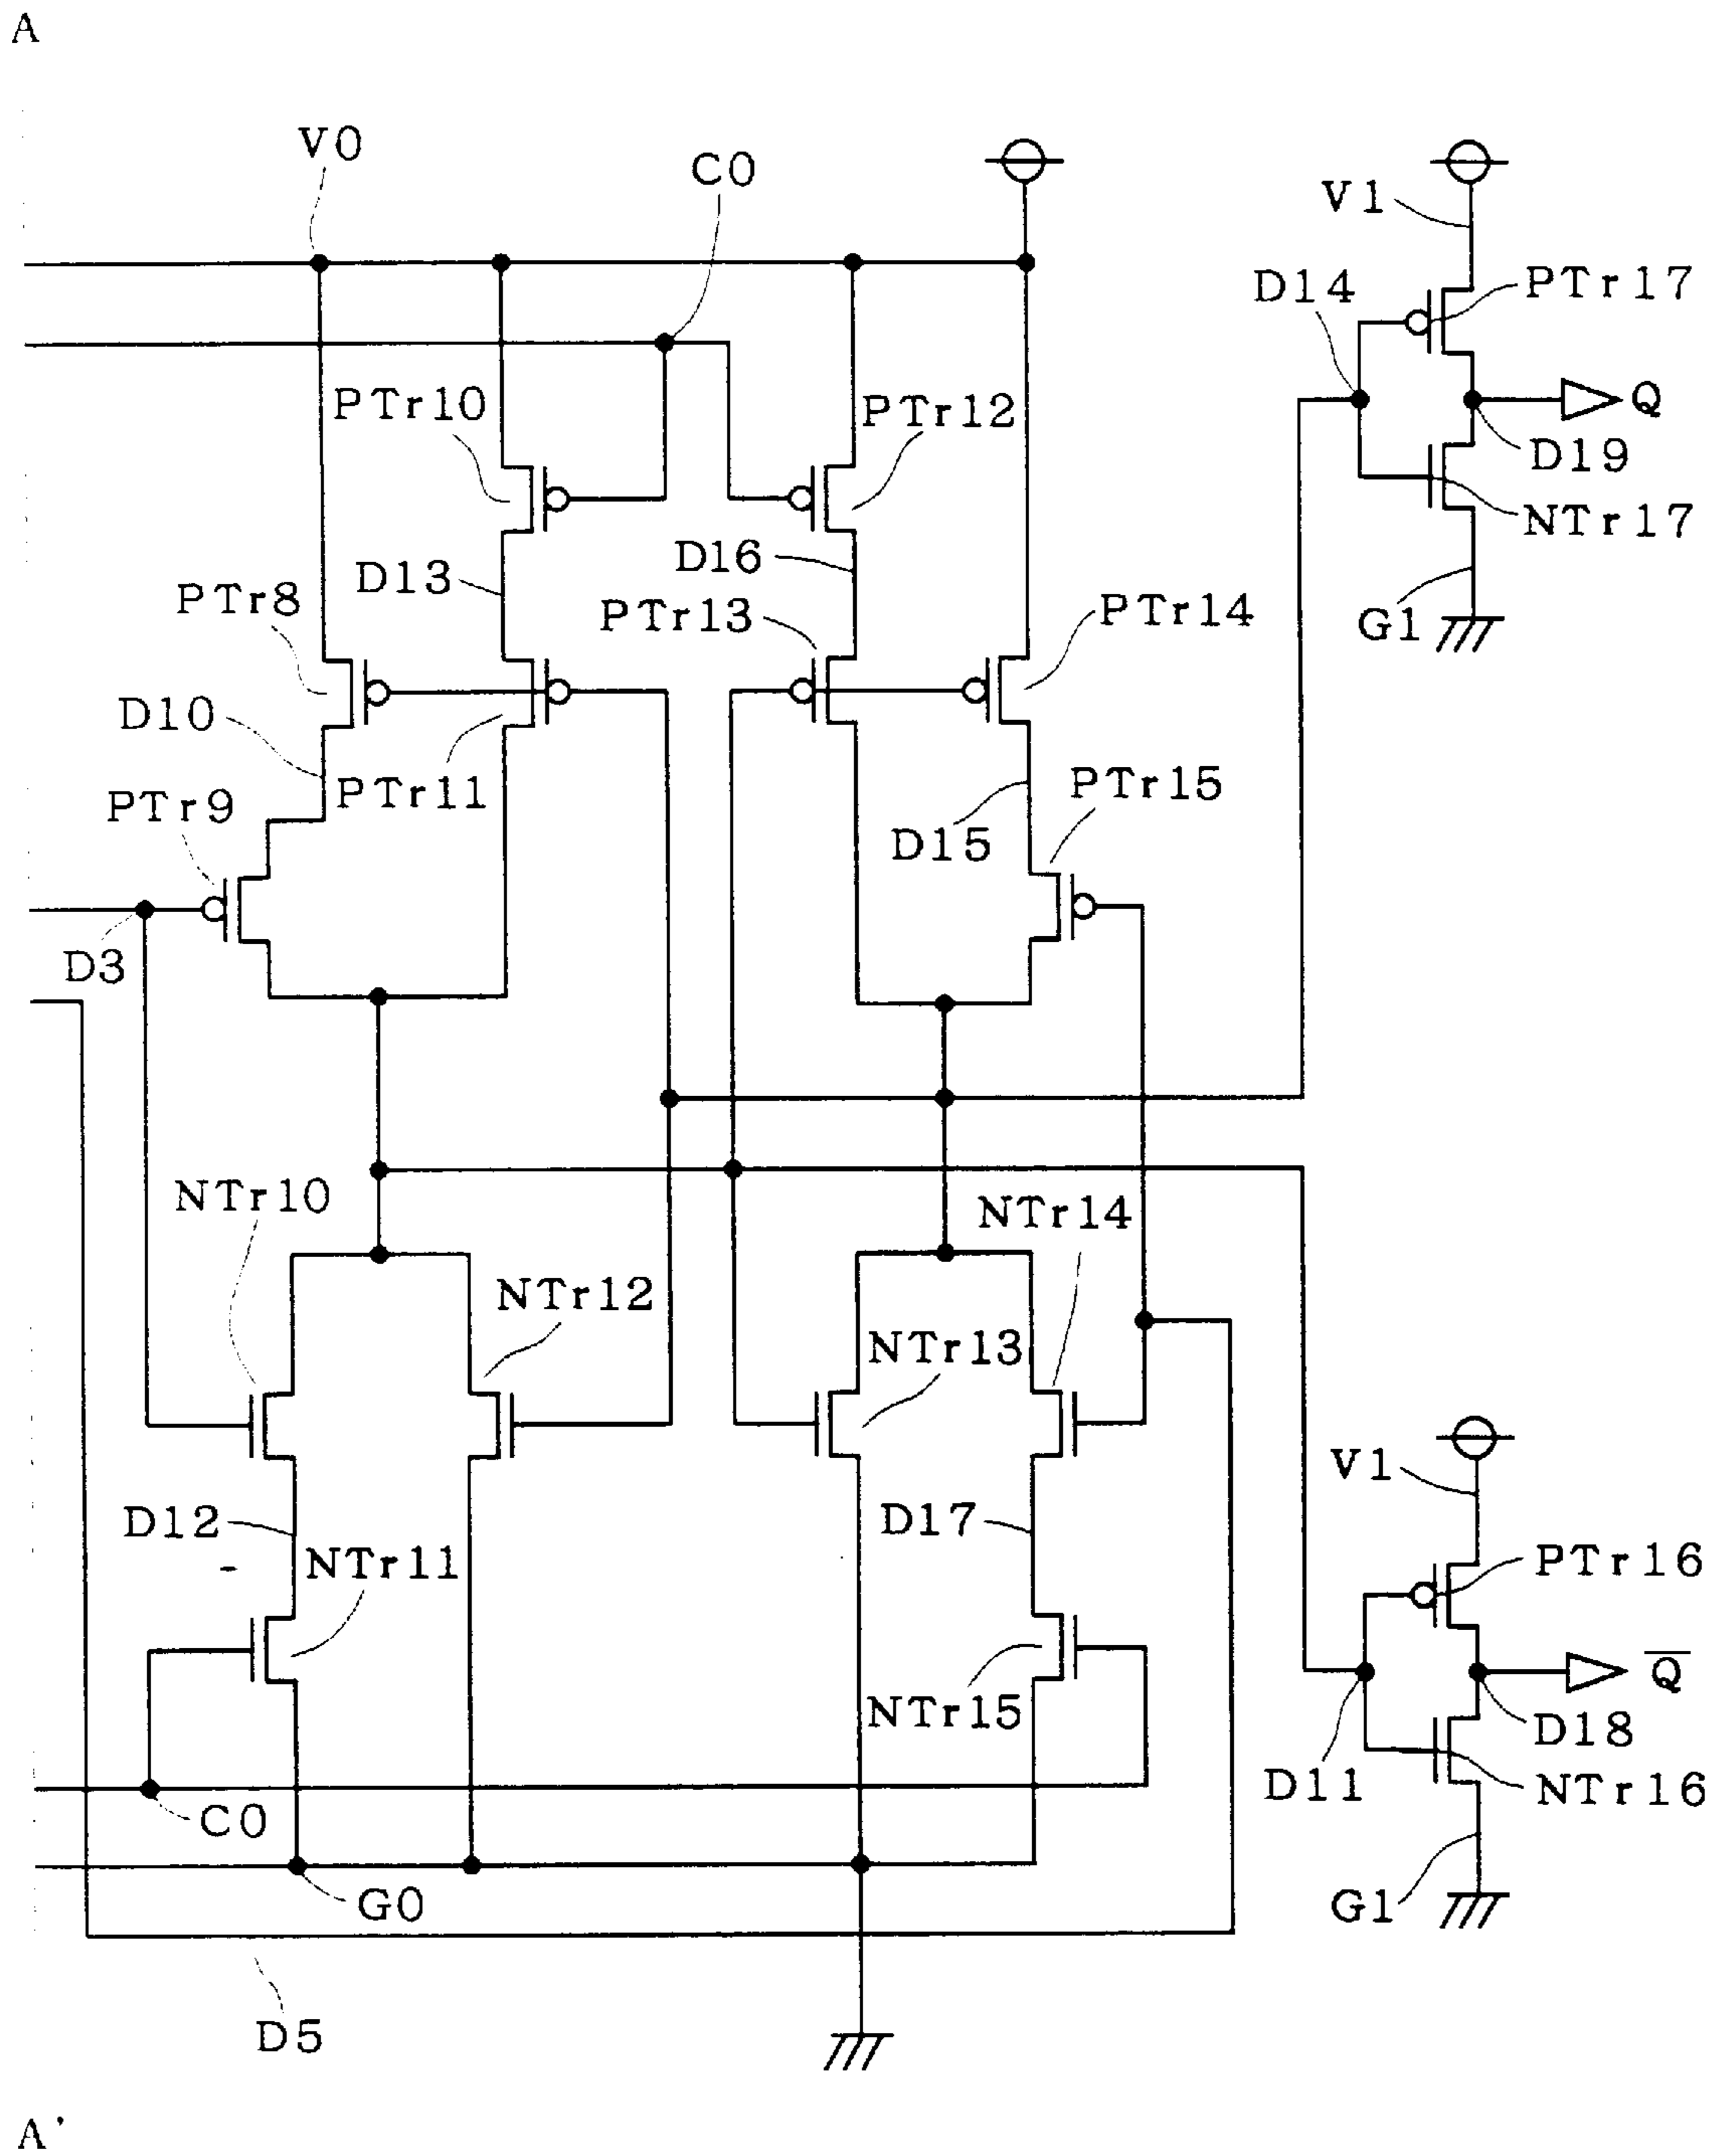 A
V0
C0
V1
D14
PTr17
PTr10
PTr12
Q
D19
NTr17
D16
D13
PTr8
PTr13
PTr14
G1
D10
PTr11
PTr15
PTr9
D15
D3
NTr10
NTr14
NTr12
NTr13
V1
D12
D17
NTr11
PTr16
Q̅
NTr15
D18
D11
NTr16
C0
G0
G1
D5
A'